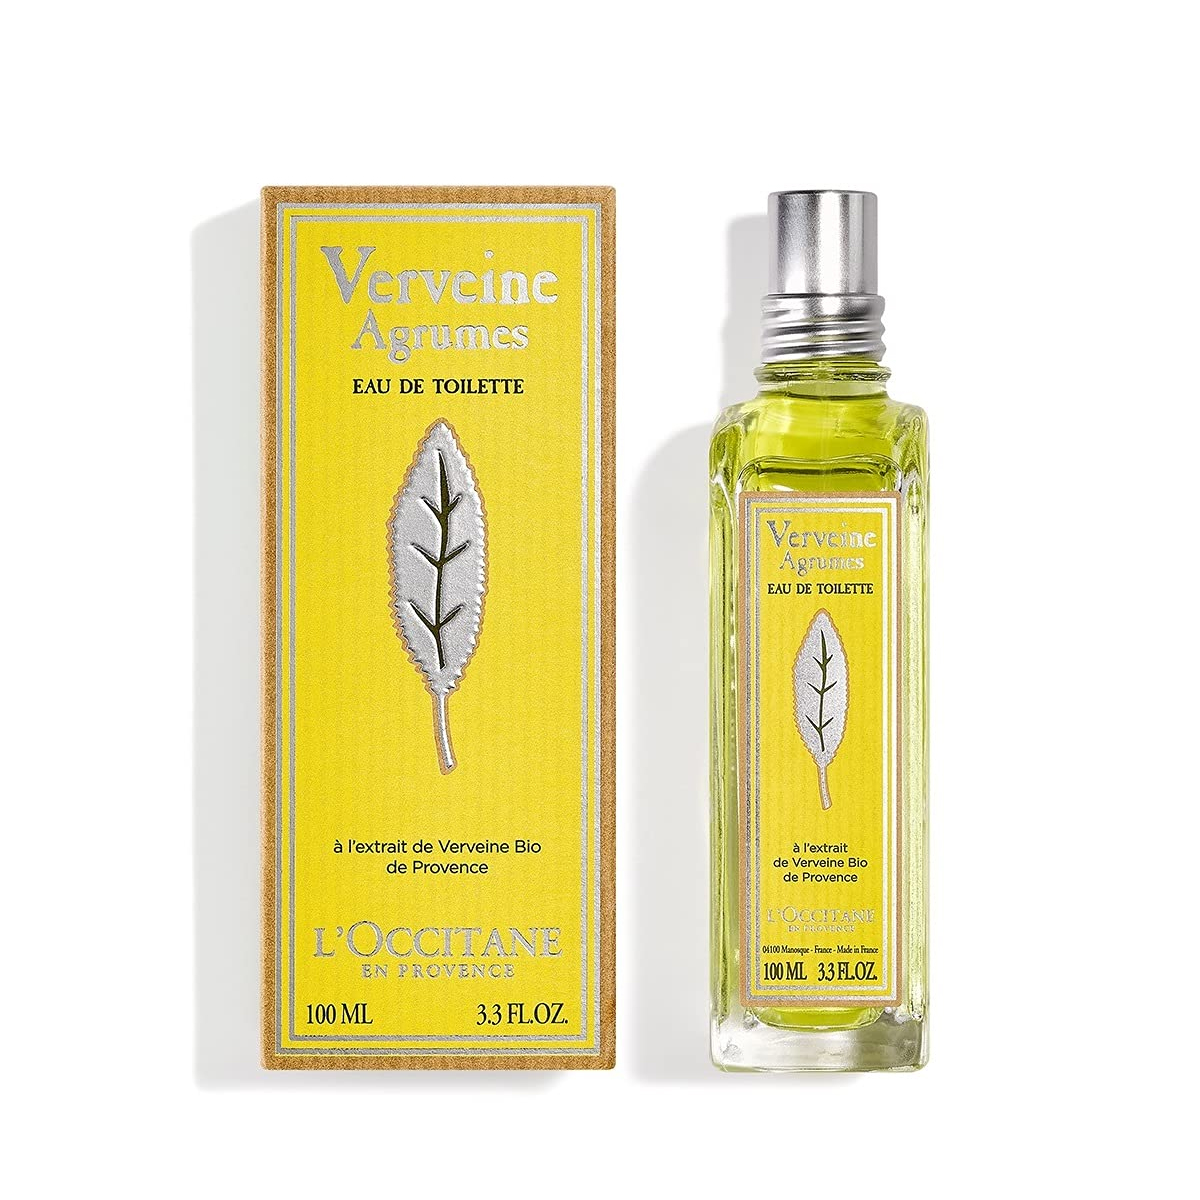 Verveine
Agrumes
EAU DE TOILETTE
à l'extrait de Verveine Bio
de Provence
L'OCCITANE
EN PROVENCE
100 ML 3.3 FL.OZ.
Verveine
Agrumes
EAU DE TOILETTE
à l'extrait
de Verveine Bio
de Provence
L'OCCITANE
EN PROVENCE
04100 Manosque - France - Made in France
100 ML 3.3 FL.OZ.